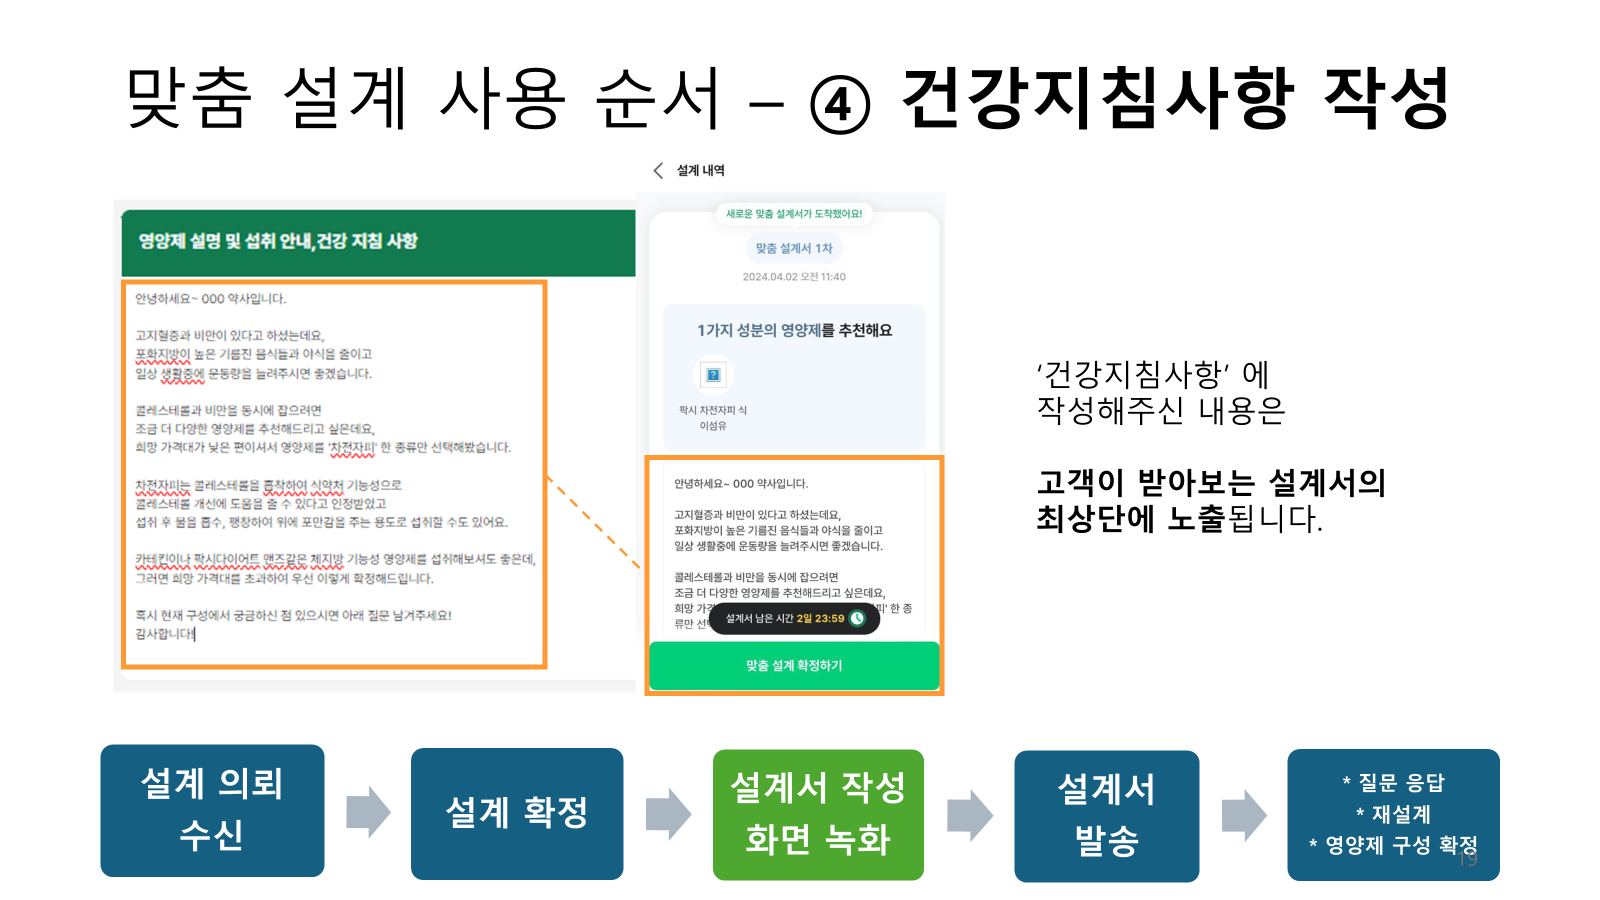 맞춤 설계 사용 순서 – ④ 건강지침사항 작성
영양제 설명 및 섭취 안내,건강 지침 사항
안녕하세요~ 000 약사입니다.
고지혈증과 비만이 있다고 하셨는데요,
포화지방이 높은 기름진 음식들과 야식을 줄이고
일상 생활중에 운동량을 늘려주시면 좋겠습니다.
콜레스테롤과 비만을 동시에 잡으려면
조금 더 다양한 영양제를 추천해드리고 싶은데요,
희망 가격대가 낮은 편이셔서 영양제를 '차전자피' 한 종류만 선택해봤습니다.
차전자피는 콜레스테롤을 흡착하여 식약처 기능성으로
콜레스테롤 개선에 도움을 줄 수 있다고 인정받았고
섭취 후 물을 흡수, 팽창하여 위에 포만감을 주는 용도로 섭취할 수도 있어요.
카테킨이나 팍시다이어트 맨즈같은 체지방 기능성 영양제를 섭취해보셔도 좋은데,
그러면 희망 가격대를 초과하여 우선 이렇게 확정해드립니다.
혹시 현재 구성에서 궁금하신 점 있으시면 아래 질문 남겨주세요!
감사합니다!
설계 내역
새로운 맞춤 설계서가 도착했어요!
맞춤 설계서 1차
2024.04.02 오전 11:40
1가지 성분의 영양제를 추천해요
팍시 차전자피 식
이섬유
안녕하세요~ 000 약사입니다.
고지혈증과 비만이 있다고 하셨는데요,
포화지방이 높은 기름진 음식들과 야식을 줄이고
일상 생활중에 운동량을 늘려주시면 좋겠습니다.
콜레스테롤과 비만을 동시에 잡으려면
조금 더 다양한 영양제를 추천해드리고 싶은데요,
희망 가격 피' 한 종
류만 선
설계서 남은 시간 2일 23:59
맞춤 설계 확정하기
'건강지침사항' 에
작성해주신 내용은
고객이 받아보는 설계서의
최상단에 노출됩니다.
설계 의뢰
수신
설계 확정
설계서 작성
화면 녹화
설계서
발송
* 질문 응답
* 재설계
* 영양제 구성 확정
19